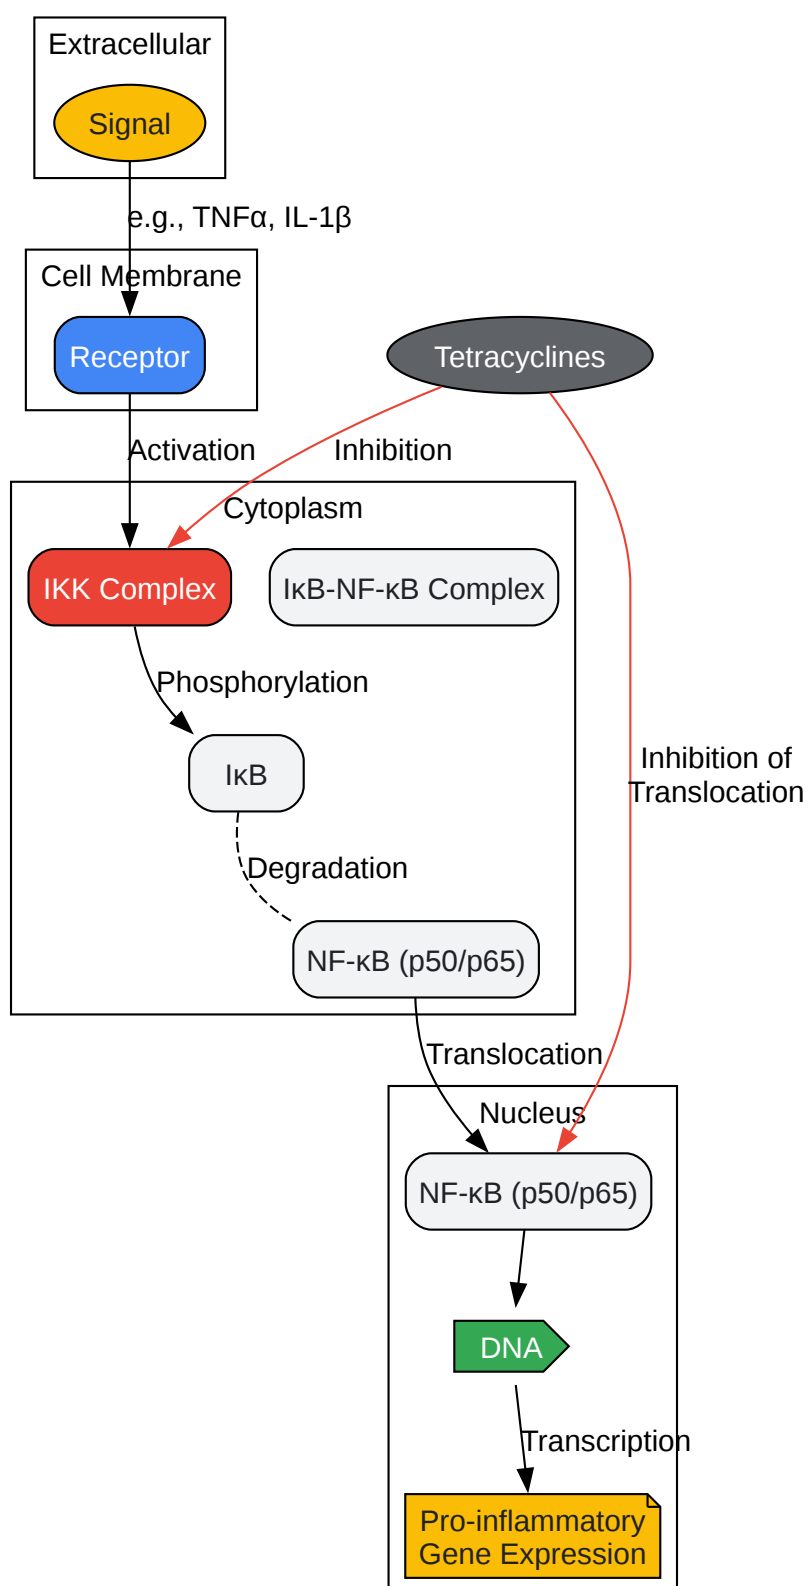 Extracellular
Signal
e.g., TNFα, IL-1β
Cell Membrane
Receptor
Tetracyclines
Activation
Inhibition
Cytoplasm
IKK Complex
IκB-NF-κB Complex
Phosphorylation
IκB
Inhibition of
Translocation
Degradation
NF-κB (p50/p65)
Translocation
Nucleus
NF-κB (p50/p65)
DNA
Transcription
Pro-inflammatory
Gene Expression